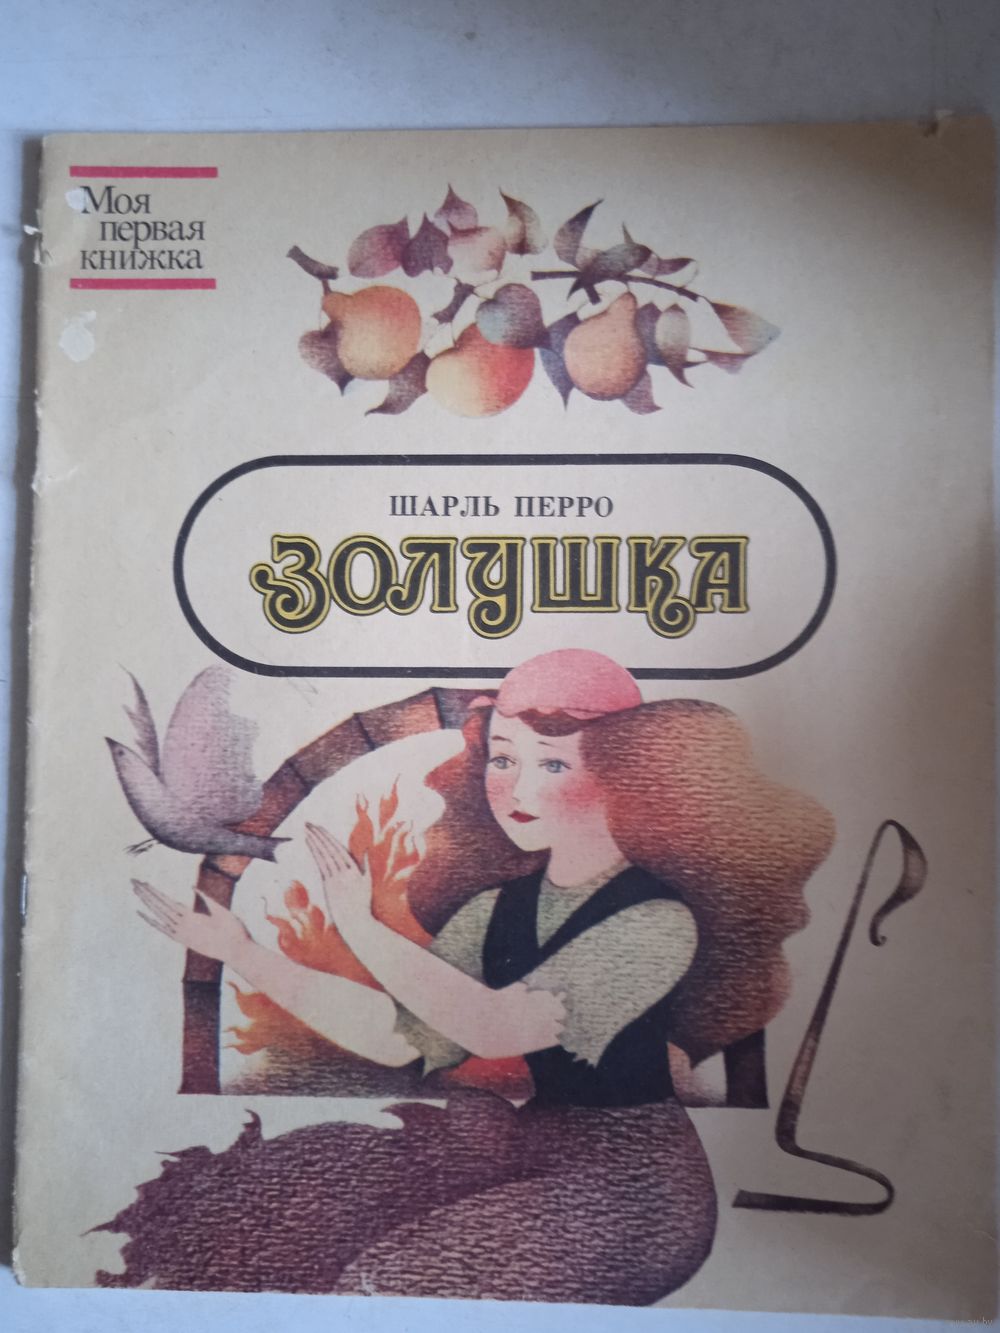 Моя
первая
книжка
ШАРЛЬ ПЕРРО
ЗОЛУШКА